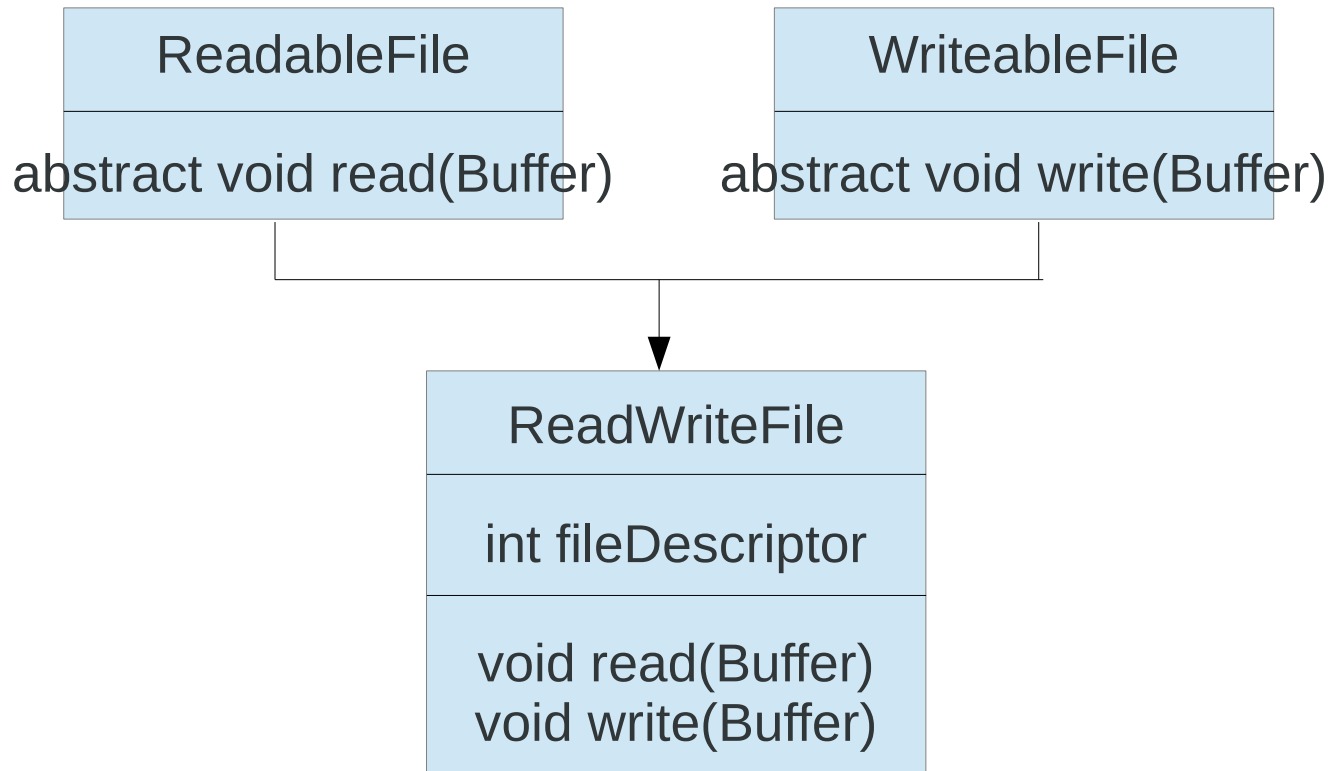 ReadableFile
abstract void read(Buffer)
WriteableFile
abstract void write(Buffer)
ReadWriteFile
int fileDescriptor
void read(Buffer)
void write(Buffer)